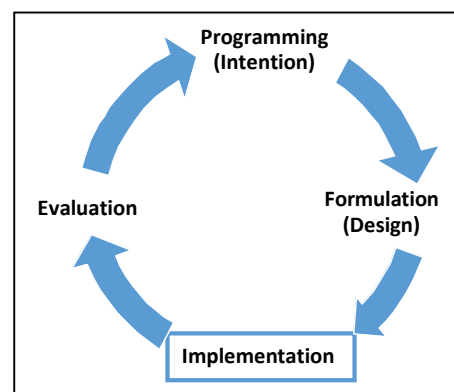 Programming
(Intention)
Formulation
(Design)
Implementation
Evaluation